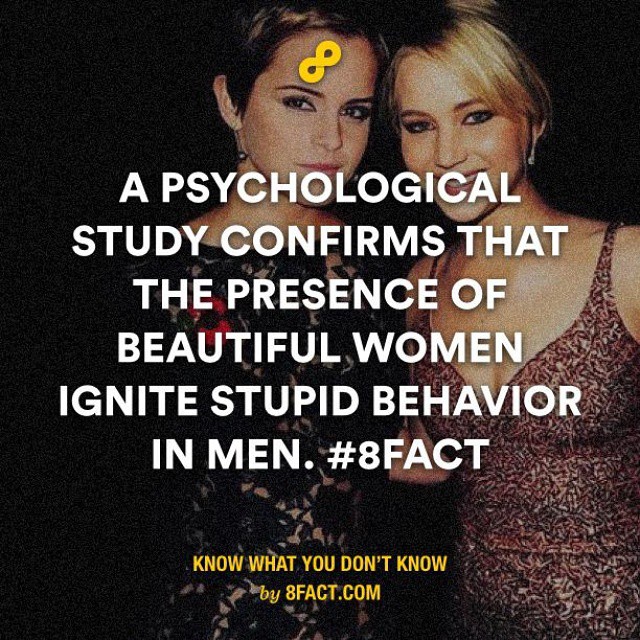 A PSYCHOLOGICAL
STUDY CONFIRMS THAT
THE PRESENCE OF
BEAUTIFUL WOMEN
IGNITE STUPID BEHAVIOR
IN MEN. #8FACT
KNOW WHAT YOU DON'T KNOW
by 8FACT.COM